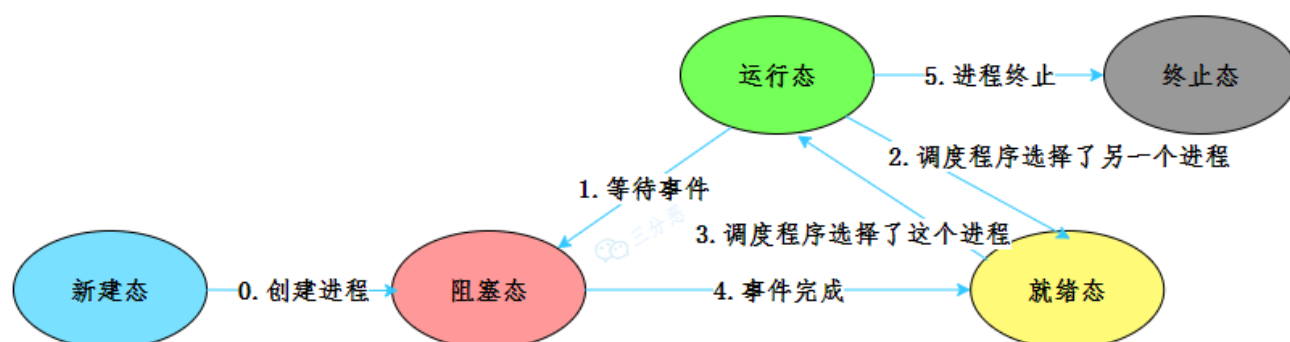 运行态
5.进程终止
终止态
2.调度程序选择了另一个进程
1.等待事件
三分恶
3.调度程序选择了这个进程
新建态
0.创建进程
阻塞态
4.事件完成
就绪态